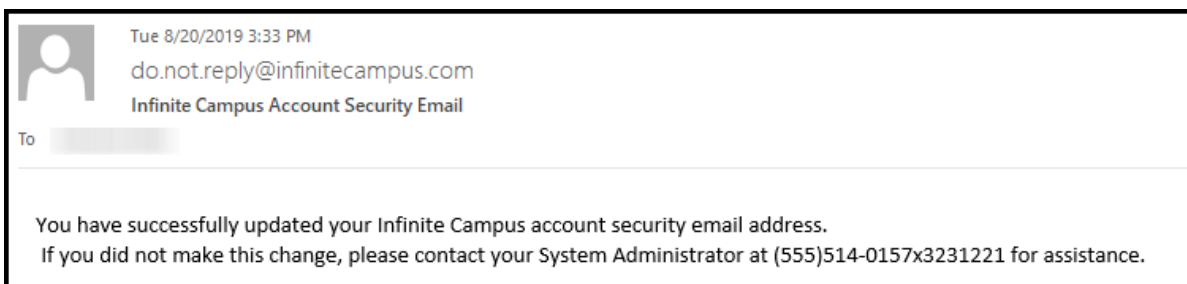 Tue 8/20/2019 3:33 PM
do.not.reply@infinitecampus.com
Infinite Campus Account Security Email
To
You have successfully updated your Infinite Campus account security email address.
If you did not make this change, please contact your System Administrator at (555)514-0157x3231221 for assistance.